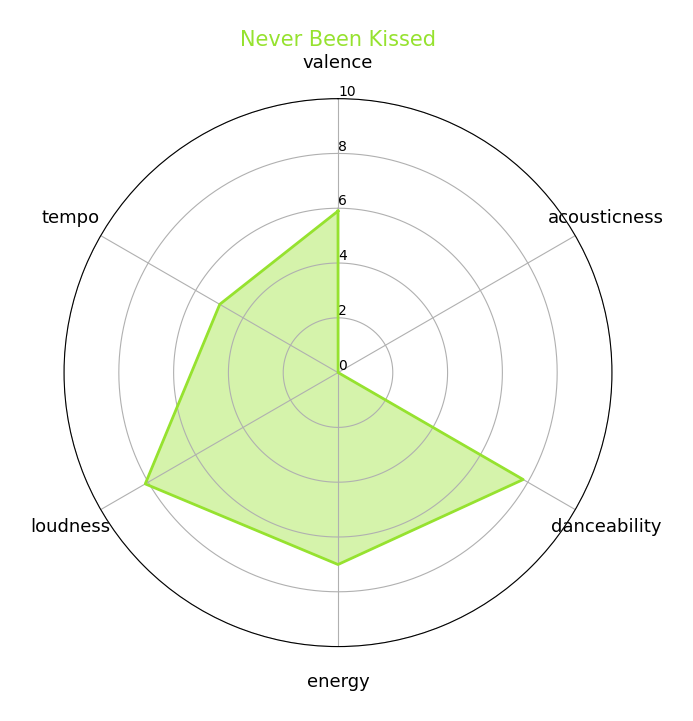 Never Been Kissed
valence
10
8
tempo
acousticness
6
4
2
0
loudness
danceability
energy